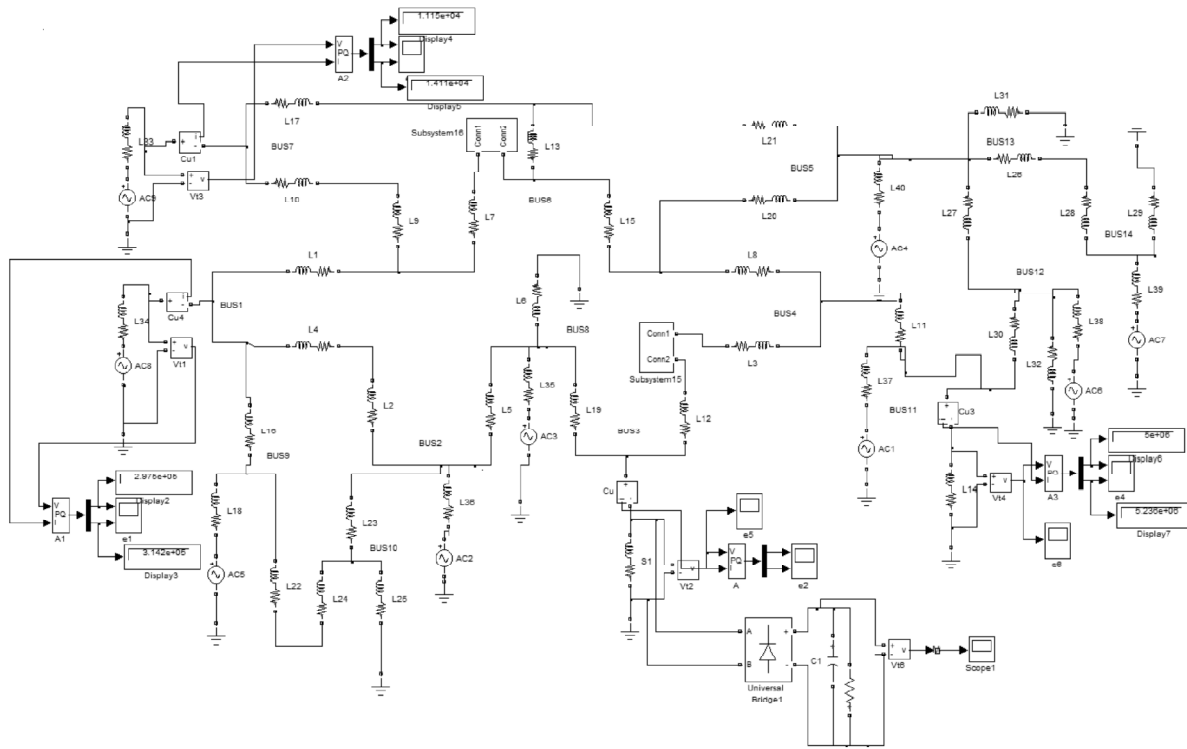 1.115e+04
Display4
V
PQ
I
A2
1.411e+04
Display5
L31
L17
L33
Cu1
BUS7
Subsystem16
Conn1
Conn2
L13
L21
BUS5
BUS13
L26
Vt3
AC9
L10
L9
L7
L15
L20
L40
L27
L28
L29
BUS14
L1
L8
BUS12
L39
Cu4
BUS1
L34
L6
BUS8
BUS4
L11
L30
L38
AC7
L4
Conn1
Conn2
Subsystem15
L3
L32
AC8
Vt1
L37
AC6
L2
L5
L35
L19
L12
BUS11
Cu3
L16
BUS9
BUS2
AC3
BUS3
AC1
5e+06
Display6
2.976e+06
Display2
V
PQ
I
A1
e1
3.142e+06
Display3
L18
L23
L36
Cu
e5
L14
Vt4
V
PQ
I
A3
e4
5.236e+06
Display7
AC5
BUS10
AC2
S1
Vt2
V
PQ
I
A
e2
L22
L24
L25
A
B
+
-
Universal
Bridge1
C1
Vt6
Scope1